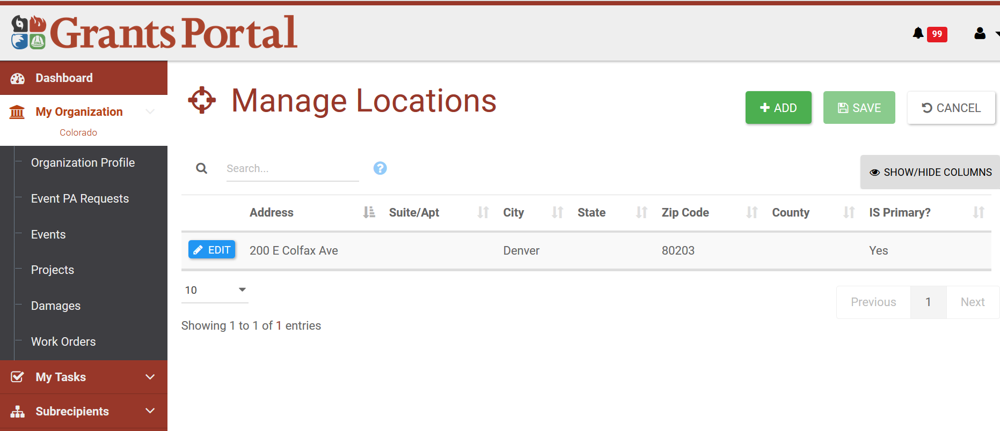 Grants Portal
99
Dashboard
My Organization
Colorado
Organization Profile
Event PA Requests
Events
Projects
Damages
Work Orders
My Tasks
Subrecipients
Manage Locations
ADD
SAVE
CANCEL
Search...
?
SHOW/HIDE COLUMNS
Address Suite/Apt City State Zip Code County IS Primary?
EDIT 200 E Colfax Ave Denver 80203 Yes
10
Previous 1 Next
Showing 1 to 1 of 1 entries